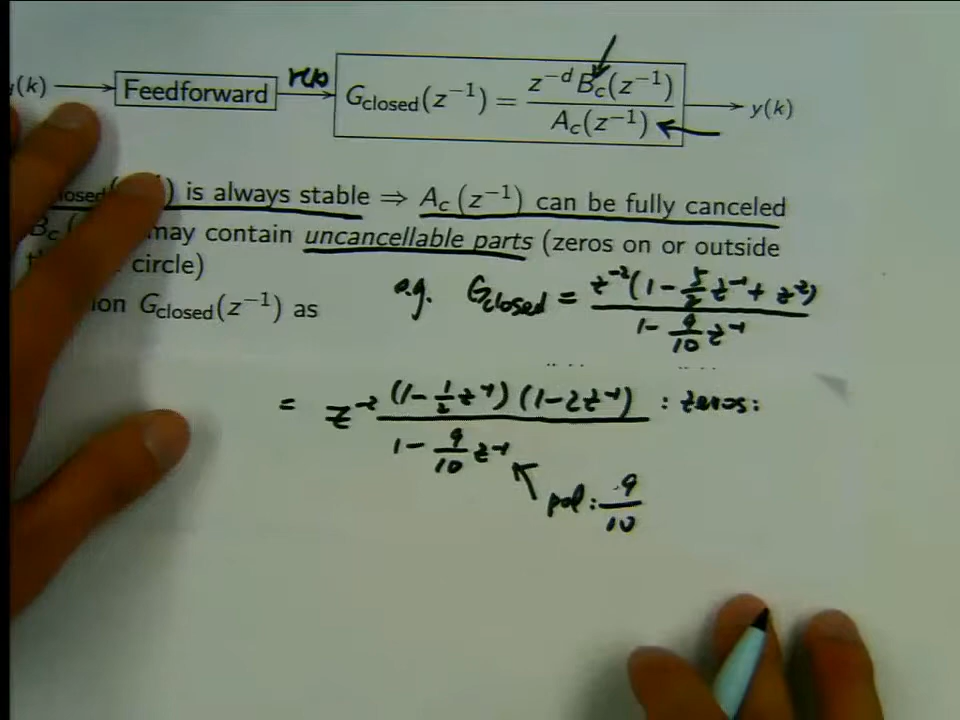 (k) Feedforward r(k) G_closed(z⁻¹) = z^{-d} B_c(z⁻¹) / A_c(z⁻¹) y(k)
losed ) is always stable ⇒ A_c(z⁻¹) can be fully canceled
B_c( may contain uncancellable parts (zeros on or outside
circle)
ion G_closed(z⁻¹) as
e.g. G_closed = z⁻²(1 - 5/2 z⁻¹ + z⁻²) / 1 - 9/10 z⁻¹
= z⁻² (1 - 1/2 z⁻¹)(1 - 2z⁻¹) / 1 - 9/10 z⁻¹ : zeros:
pol: 9/10